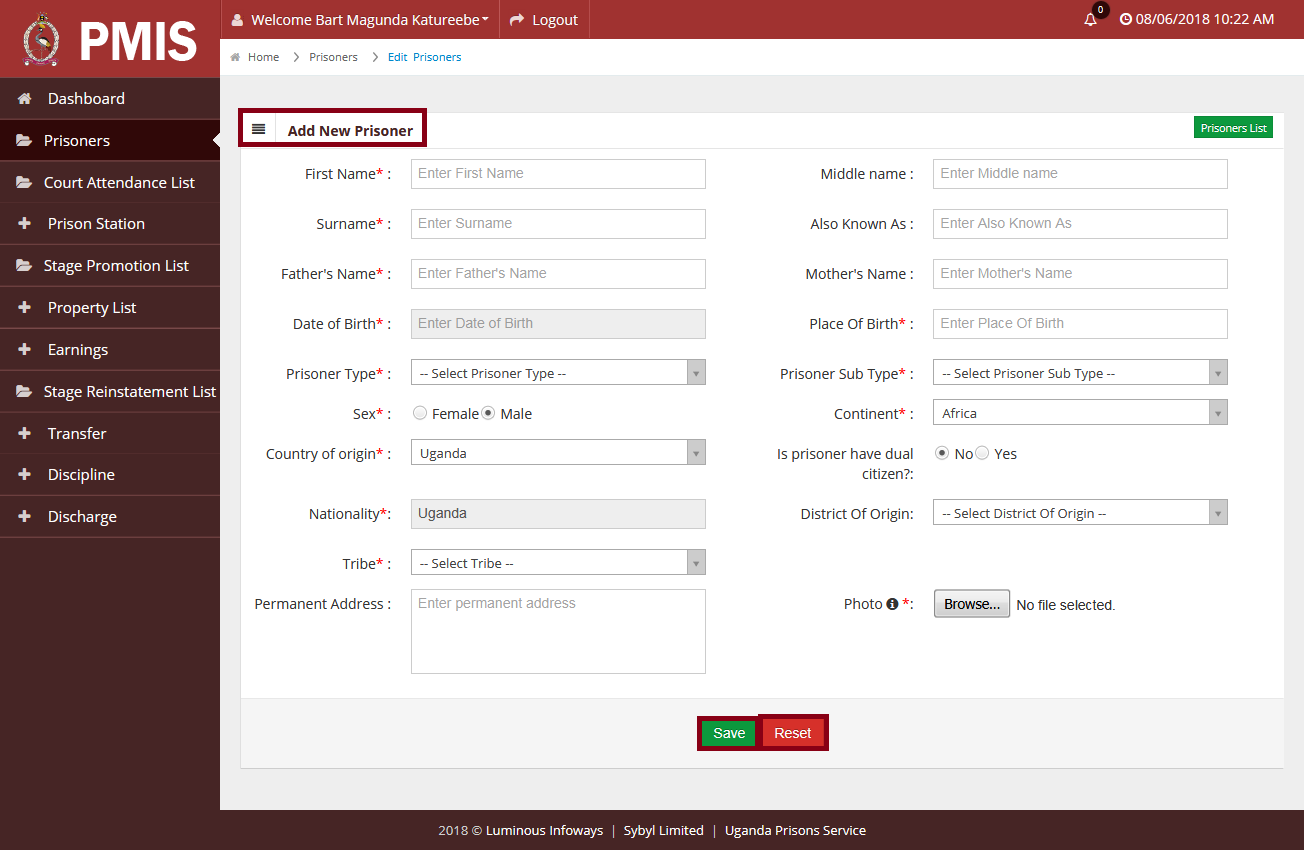 PMIS
Welcome Bart Magunda Katureebe
Logout
0
08/06/2018 10:22 AM
Home > Prisoners > Edit Prisoners
Dashboard
Prisoners
Court Attendance List
Prison Station
Stage Promotion List
Property List
Earnings
Stage Reinstatement List
Transfer
Discipline
Discharge
Add New Prisoner
Prisoners List
First Name* : Enter First Name
Middle name : Enter Middle name
Surname* : Enter Surname
Also Known As : Enter Also Known As
Father's Name* : Enter Father's Name
Mother's Name : Enter Mother's Name
Date of Birth* : Enter Date of Birth
Place Of Birth* : Enter Place Of Birth
Prisoner Type* : -- Select Prisoner Type --
Prisoner Sub Type* : -- Select Prisoner Sub Type --
Sex* : Female Male
Continent* : Africa
Country of origin* : Uganda
Is prisoner have dual
citizen?: No Yes
Nationality*: Uganda
District Of Origin: -- Select District Of Origin --
Tribe* : -- Select Tribe --
Permanent Address : Enter permanent address
Photo *: Browse... No file selected.
Save
Reset
2018 © Luminous Infoways | Sybyl Limited | Uganda Prisons Service